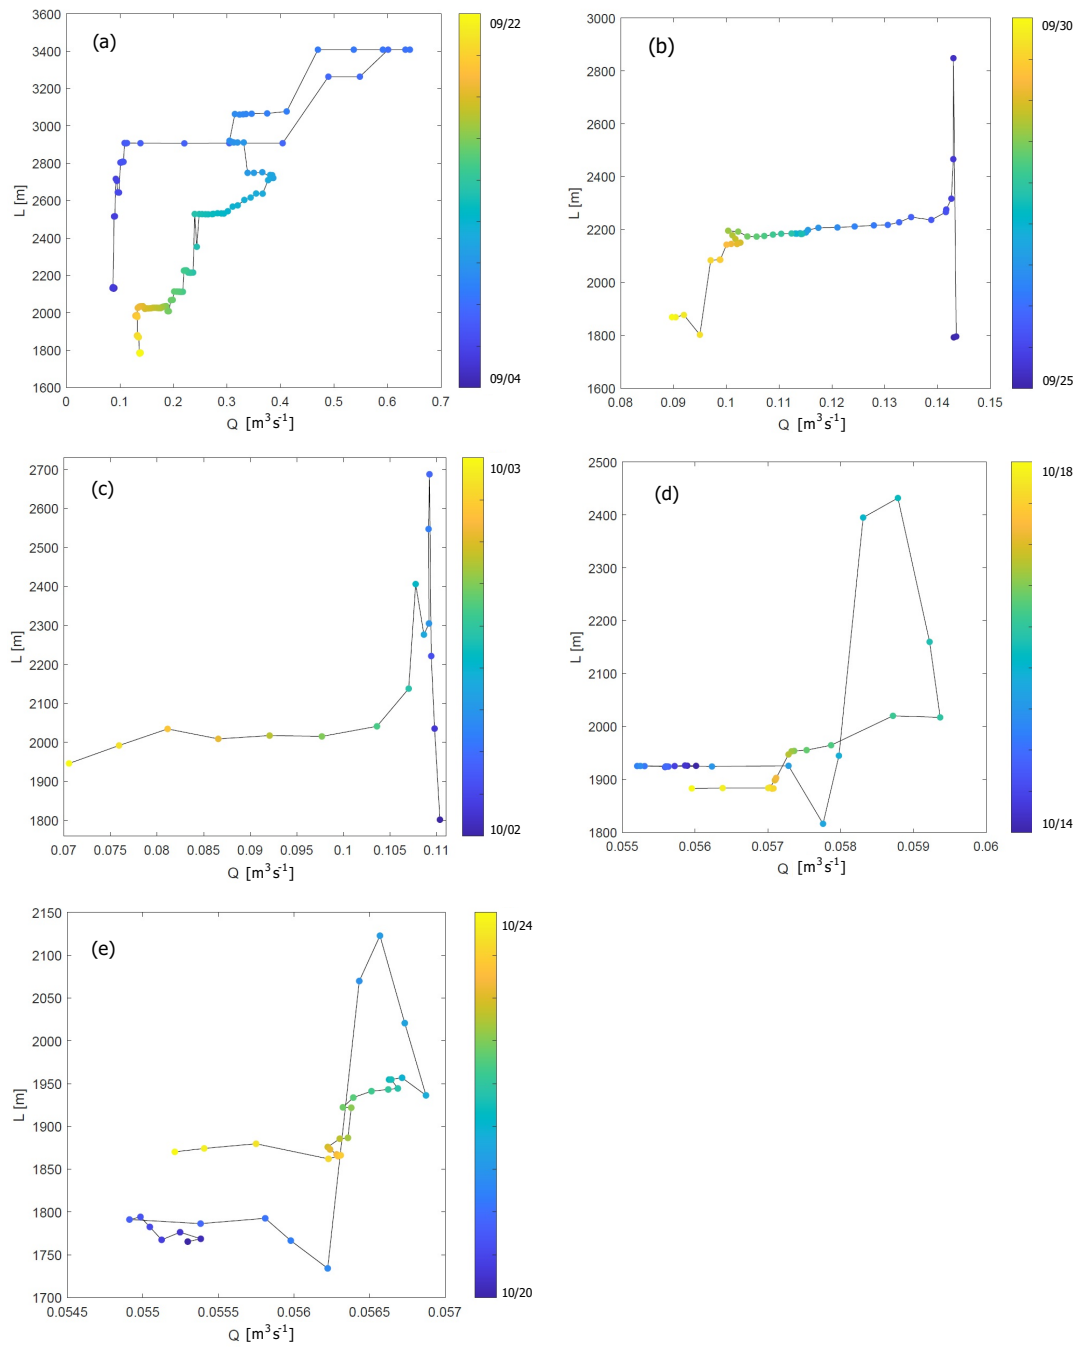 (a)
3600
3400
3200
3000
2800
2600
2400
2200
2000
1800
1600
L [m]
0 0.1 0.2 0.3 0.4 0.5 0.6 0.7
Q [m³s⁻¹]
09/22
09/04
(b)
3000
2800
2600
2400
2200
2000
1800
1600
L [m]
0.08 0.09 0.1 0.11 0.12 0.13 0.14 0.15
Q [m³s⁻¹]
09/30
09/25
(c)
2700
2600
2500
2400
2300
2200
2100
2000
1900
1800
L [m]
0.07 0.075 0.08 0.085 0.09 0.095 0.1 0.105 0.11
Q [m³s⁻¹]
10/03
10/02
(d)
2500
2400
2300
2200
2100
2000
1900
1800
L [m]
0.055 0.056 0.057 0.058 0.059 0.06
Q [m³s⁻¹]
10/18
10/14
(e)
2150
2100
2050
2000
1950
1900
1850
1800
1750
1700
L [m]
0.0545 0.055 0.0555 0.056 0.0565 0.057
Q [m³s⁻¹]
10/24
10/20